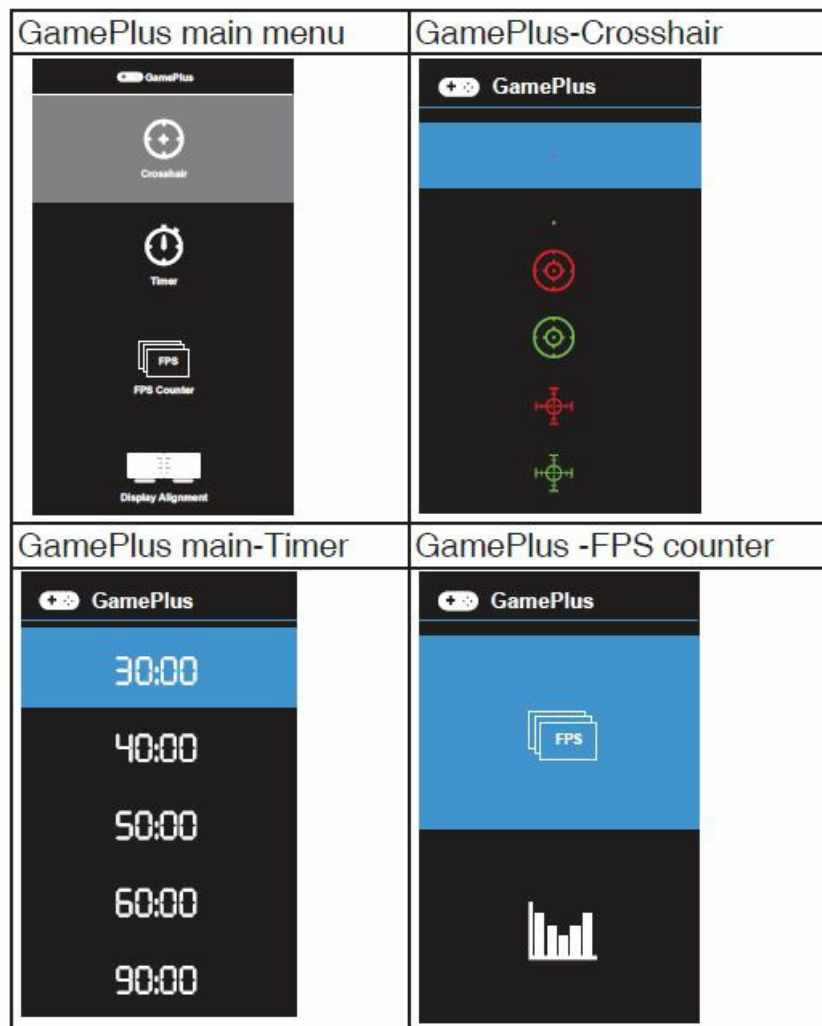 GamePlus main menu
GamePlus
Crosshair
Timer
FPS
FPS Counter
Display Alignment
GamePlus-Crosshair
GamePlus
GamePlus main-Timer
GamePlus
30:00
40:00
50:00
60:00
90:00
GamePlus -FPS counter
GamePlus
FPS